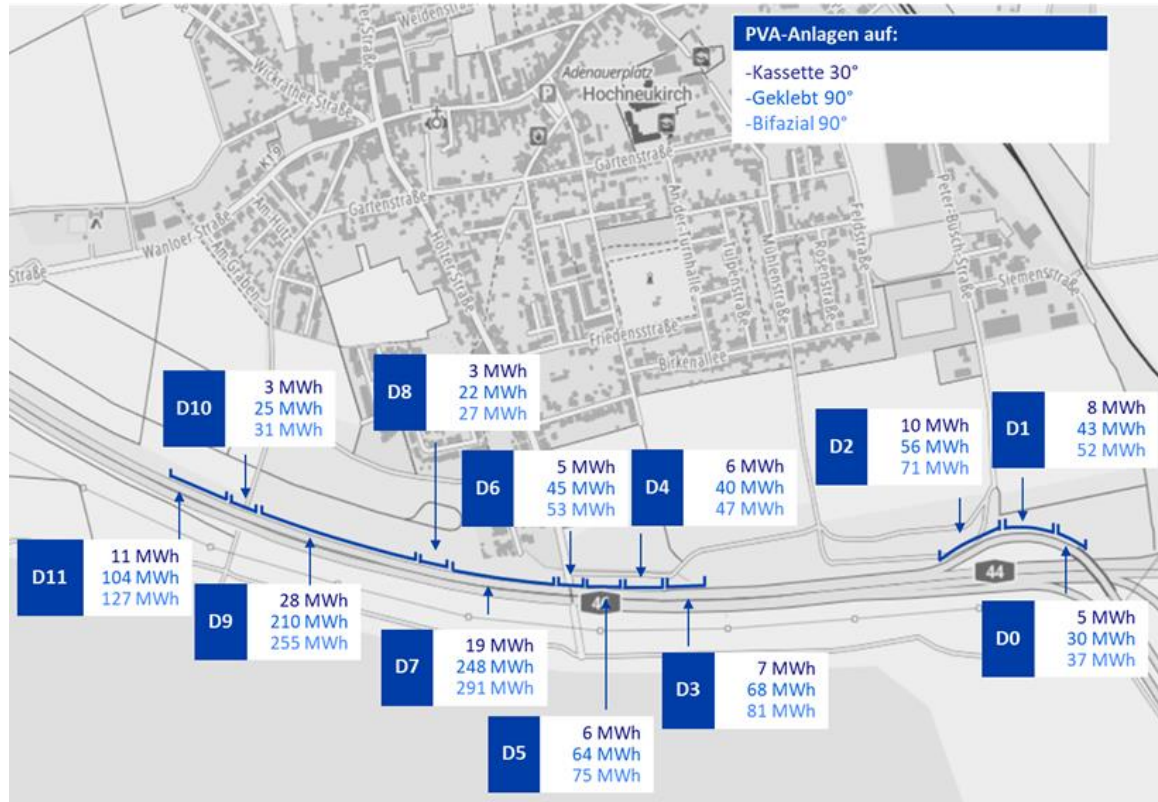 PVA-Anlagen auf:
-Kassette 30°
-Geklebt 90°
-Bifazial 90°
Weidenstraße
Wickrather-Straße
Adenauerplatz
P
Hochneukirch
K19
Gartenstraße
Gartenstraße
Am-Hütz
Wanloer-Straße
Straße
Am-Graben
Holter-Straße
An-der-Turnhalle
Tulpenstraße
Mühlenstraße
Rosenstraße
Feldstraße
Peter-Busch-Straße
Siemensstraße
Friedensstraße
Birkenallee
D10
3 MWh
25 MWh
31 MWh
D8
3 MWh
22 MWh
27 MWh
D6
5 MWh
45 MWh
53 MWh
D4
6 MWh
40 MWh
47 MWh
D2
10 MWh
56 MWh
71 MWh
D1
8 MWh
43 MWh
52 MWh
D11
11 MWh
104 MWh
127 MWh
D9
28 MWh
210 MWh
255 MWh
D7
19 MWh
248 MWh
291 MWh
D5
6 MWh
64 MWh
75 MWh
D3
7 MWh
68 MWh
81 MWh
44
D0
5 MWh
30 MWh
37 MWh